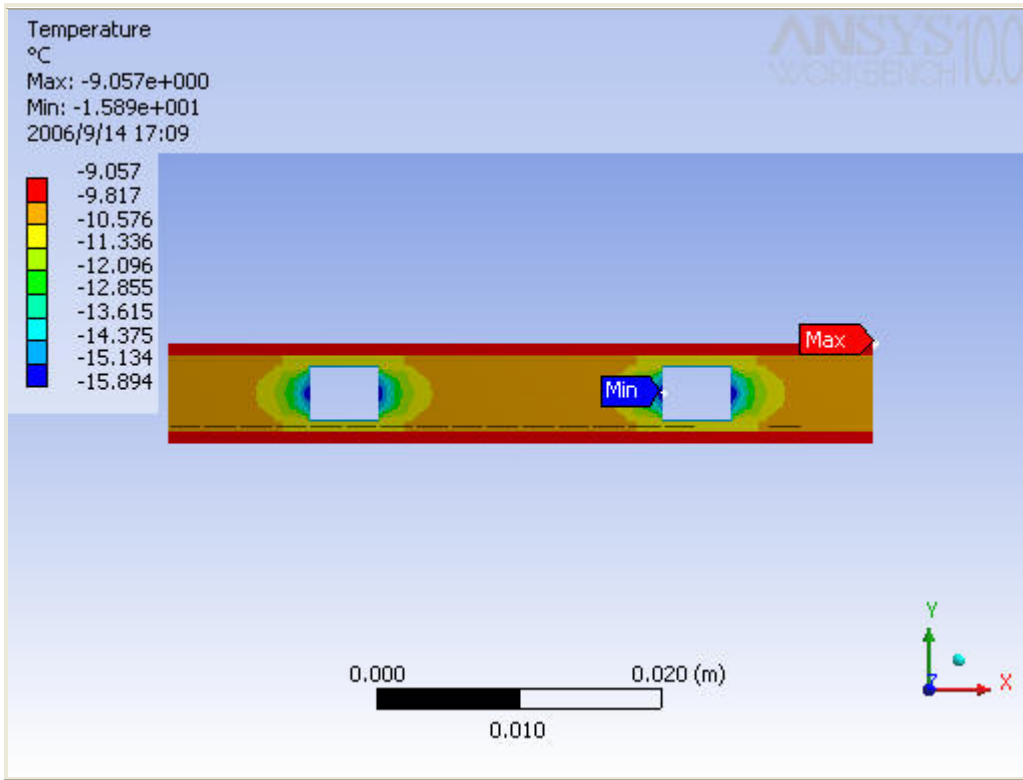 Temperature
°C
Max: -9.057e+000
Min: -1.589e+001
2006/9/14 17:09
ANSYS 10.0
WORKBENCH
-9.057
-9.817
-10.576
-11.336
-12.096
-12.855
-13.615
-14.375
-15.134
-15.894
Max
Min
0.000
0.020 (m)
0.010
Y
Z
X